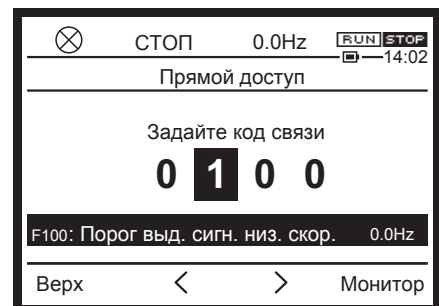 СТОП 0.0Hz RUN STOP
14:02
Прямой доступ
Задайте код связи
0 1 0 0
F100: Порог выд. сигн. низ. скор. 0.0Hz
Верх < > Монитор